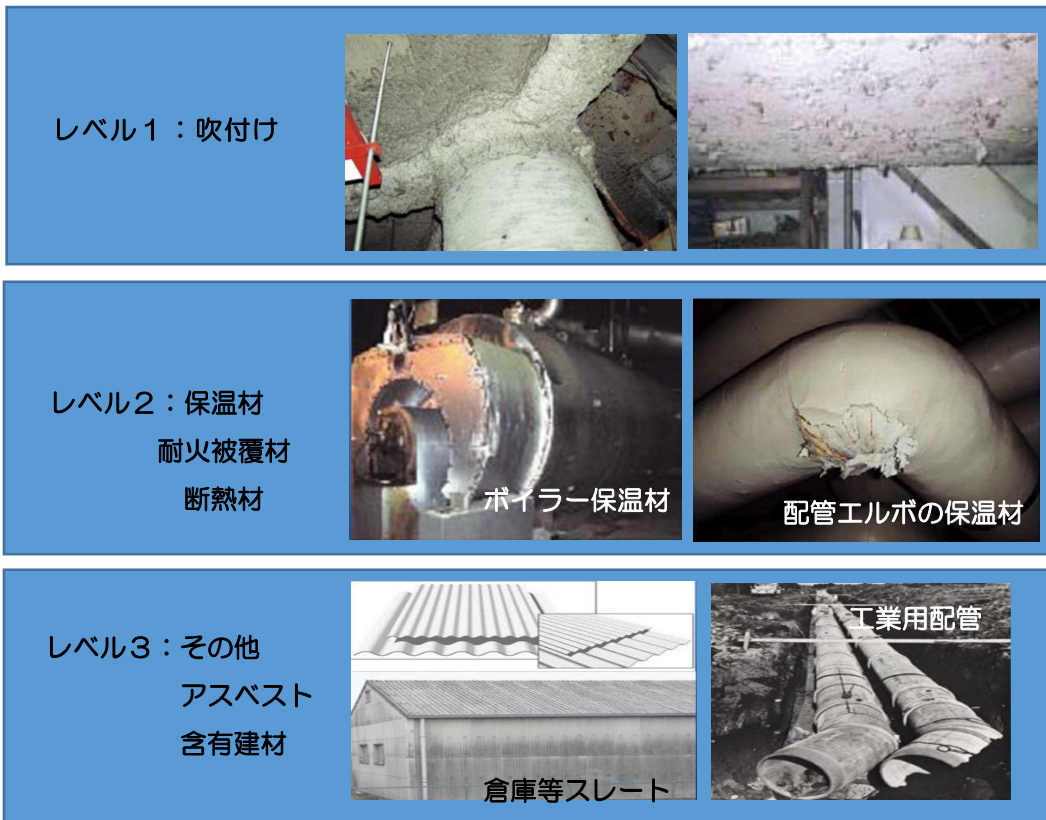 レベル１：吹付け
レベル２：保温材
耐火被覆材
断熱材
ボイラー保温材
配管エルボの保温材
レベル３：その他
アスベスト
含有建材
倉庫等スレート
工業用配管